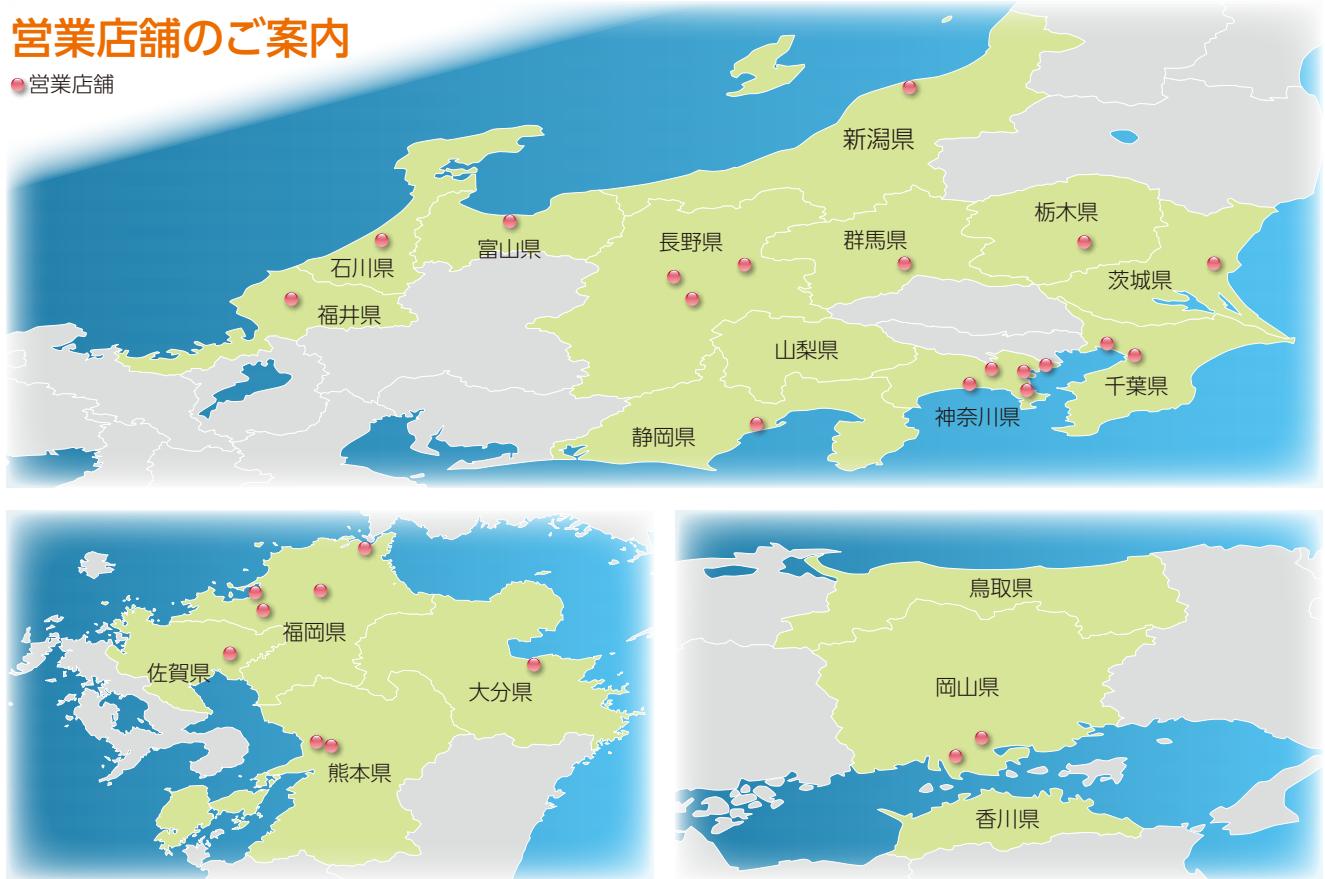 営業店舗のご案内
営業店舗
新潟県
栃木県
群馬県
長野県
富山県
石川県
茨城県
福井県
山梨県
千葉県
神奈川県
静岡県
福岡県
佐賀県
大分県
熊本県
鳥取県
岡山県
香川県